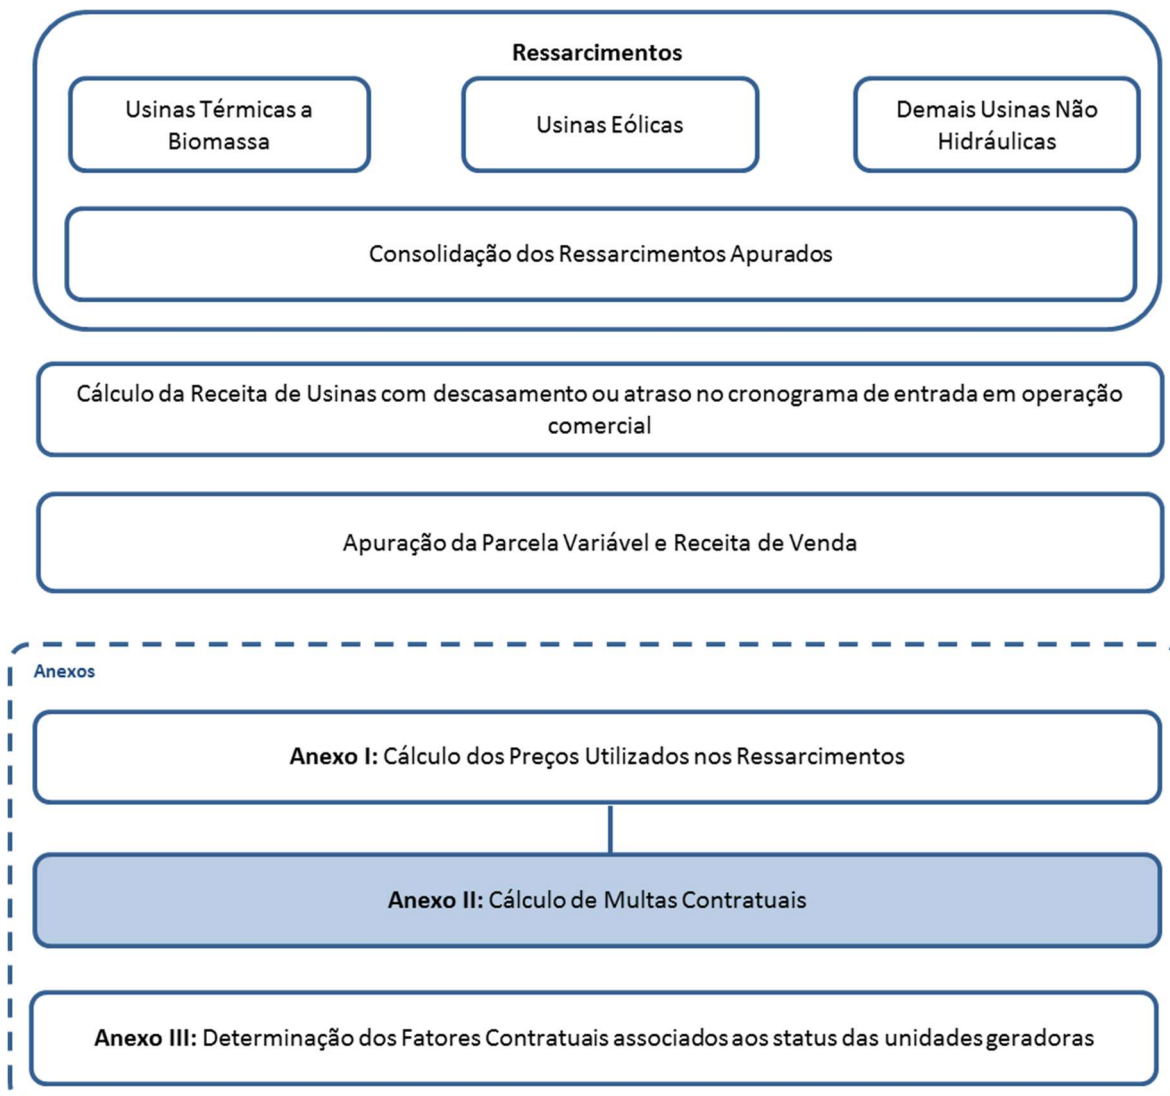 Ressarcimentos
Usinas Térmicas a
Biomassa
Usinas Eólicas
Demais Usinas Não
Hidráulicas
Consolidação dos Ressarcimentos Apurados
Cálculo da Receita de Usinas com descasamento ou atraso no cronograma de entrada em operação
comercial
Apuração da Parcela Variável e Receita de Venda
Anexos
Anexo I: Cálculo dos Preços Utilizados nos Ressarcimentos
Anexo II: Cálculo de Multas Contratuais
Anexo III: Determinação dos Fatores Contratuais associados aos status das unidades geradoras